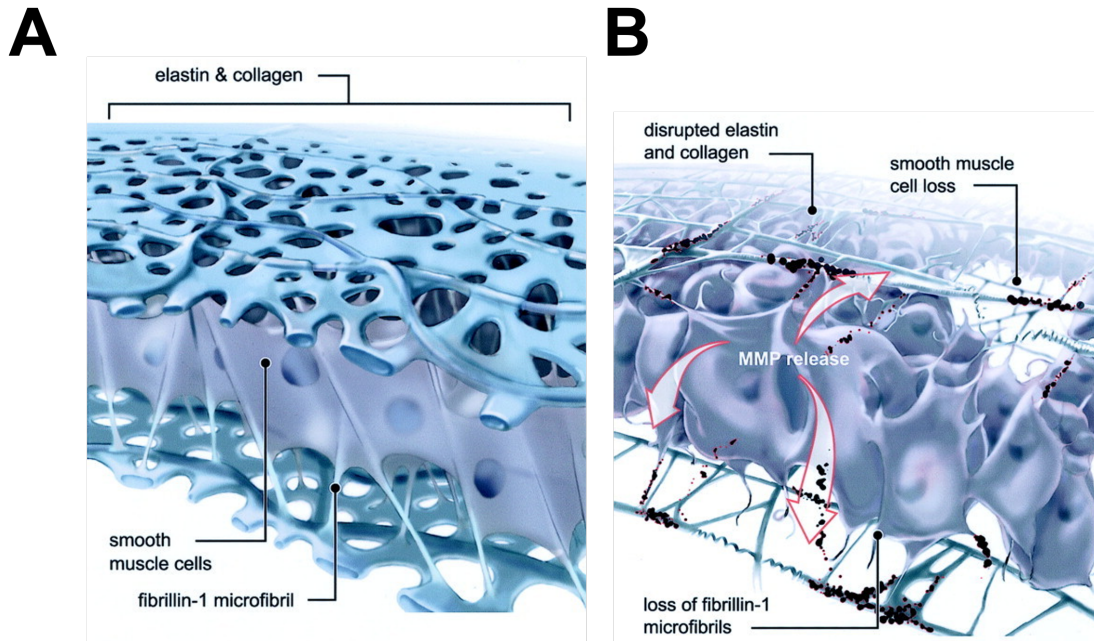 A
elastin & collagen
smooth
muscle cells
fibrillin-1 microfibril
B
disrupted elastin
and collagen
smooth muscle
cell loss
MMP release
loss of fibrillin-1
microfibrils